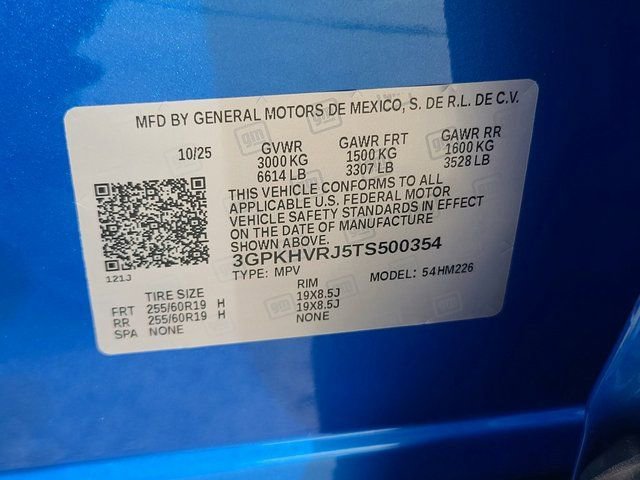 MFD BY GENERAL MOTORS DE MEXICO, S. DE R.L. DE C.V.
10/25 GVWR GAWR FRT GAWR RR
3000 KG 1500 KG 1600 KG
6614 LB 3307 LB 3528 LB
THIS VEHICLE CONFORMS TO ALL
APPLICABLE U.S. FEDERAL MOTOR
VEHICLE SAFETY STANDARDS IN EFFECT
ON THE DATE OF MANUFACTURE
SHOWN ABOVE.
3GPKHVRJ5TS500354
TYPE: MPV MODEL: 54HM226
121J
TIRE SIZE RIM
FRT 255/60R19 H 19X8.5J
RR 255/60R19 H 19X8.5J
SPA NONE NONE